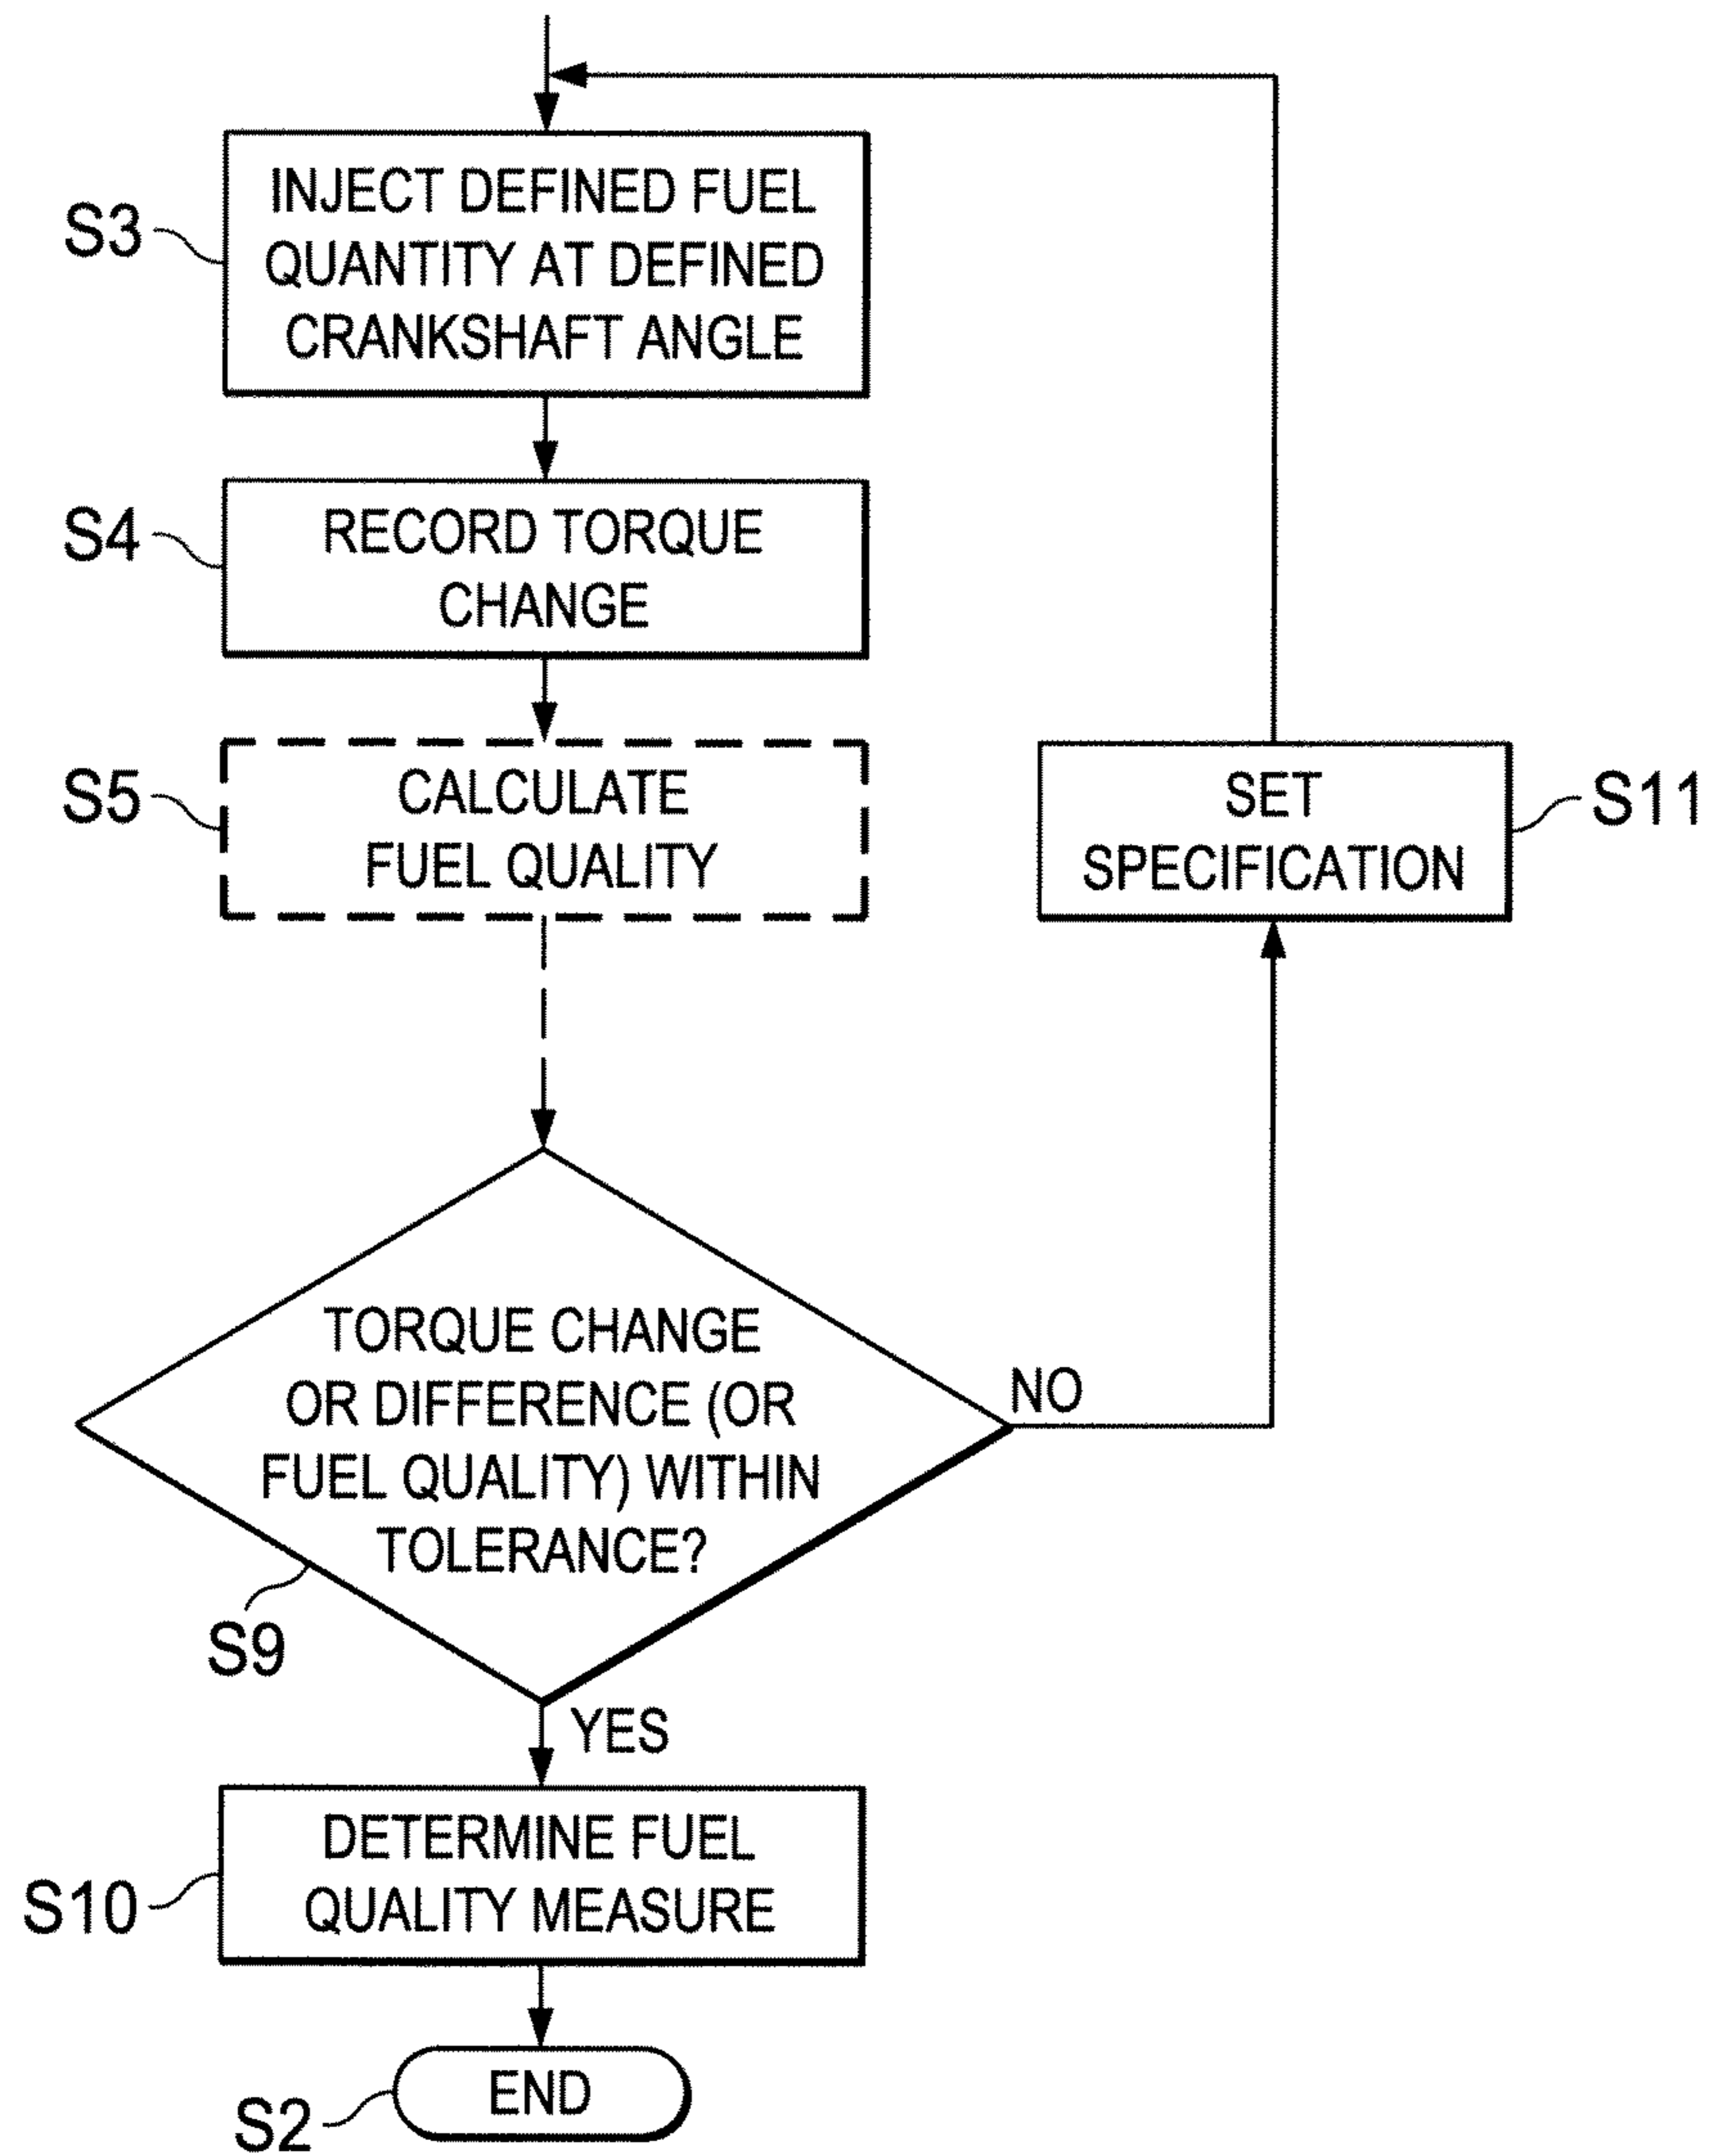 S3
INJECT DEFINED FUEL
QUANTITY AT DEFINED
CRANKSHAFT ANGLE
S4
RECORD TORQUE
CHANGE
S5
CALCULATE
FUEL QUALITY
SET
SPECIFICATION
S11
TORQUE CHANGE
OR DIFFERENCE (OR
FUEL QUALITY) WITHIN
TOLERANCE?
NO
S9
YES
DETERMINE FUEL
QUALITY MEASURE
S10
END
S2